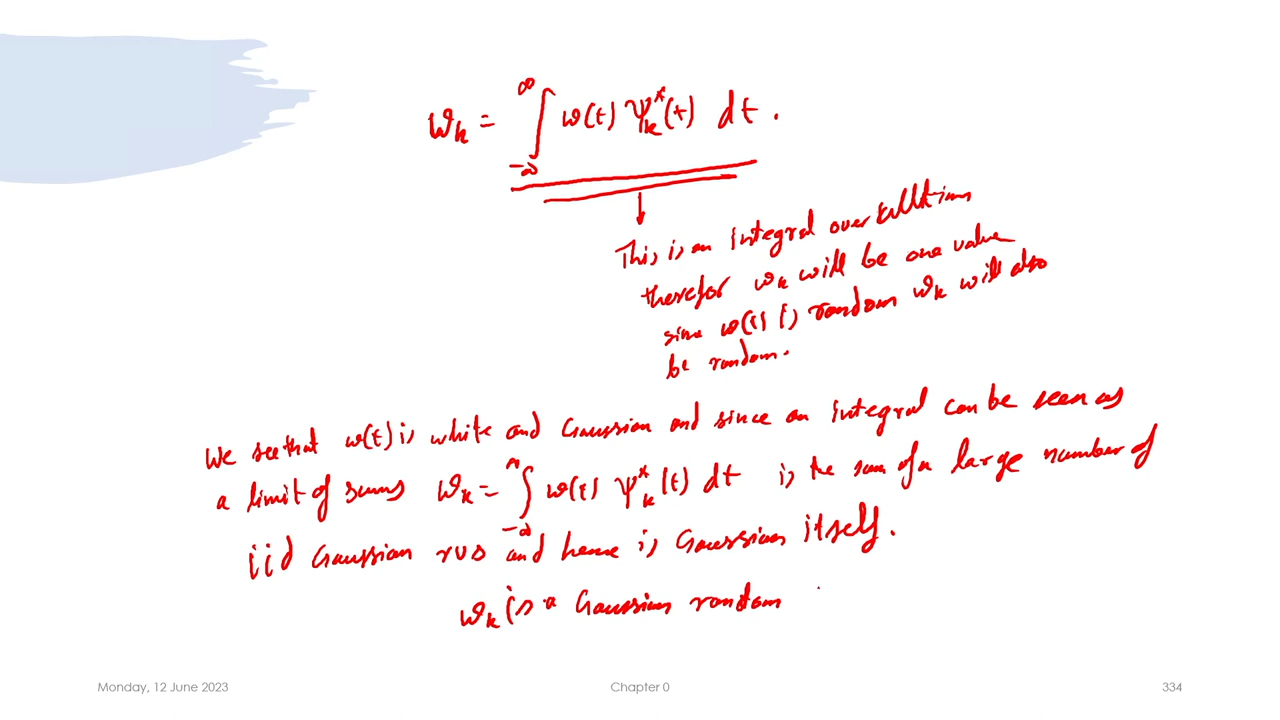 w_k = ∫_{-∞}^{∞} w(t) ψ_k^*(t) dt.
This is an integral over all time
therefor w_k will be one value
since w(t) is random w_k will also
be random.
We see that w(t) is white and Gaussian and since an integral can be seen as
a limit of sums w_k = ∫_{-∞}^{∞} w(t) ψ_k^*(t) dt is the sum of a large number of
iid Gaussian rvs and hence is Gaussian itself.
w_k is a Gaussian random
Monday, 12 June 2023
Chapter 0
334